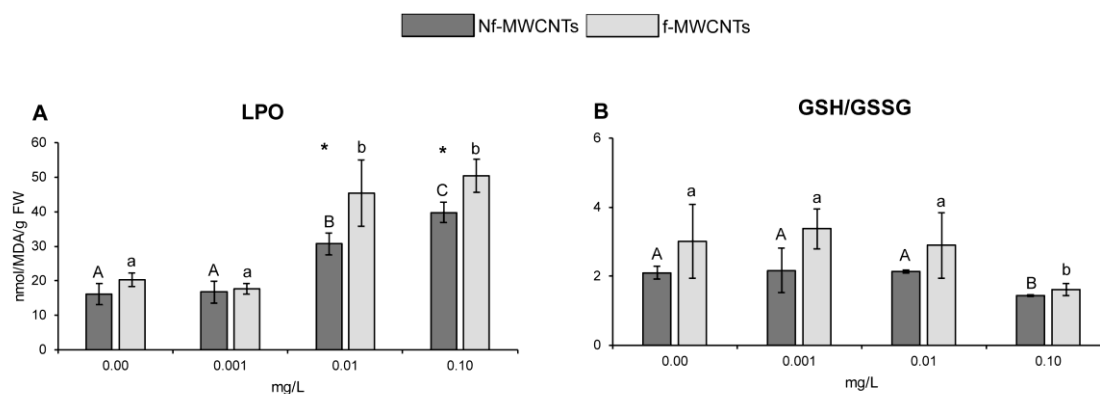 Nf-MWCNTs f-MWCNTs
A LPO
nmol/MDA/g FW
60
50
40
30
20
10
0
A a A a * B b * C b
0.00 0.001 0.01 0.10
mg/L
B GSH/GSSG
6
4
2
0
A a A a A a B b
0.00 0.001 0.01 0.10
mg/L